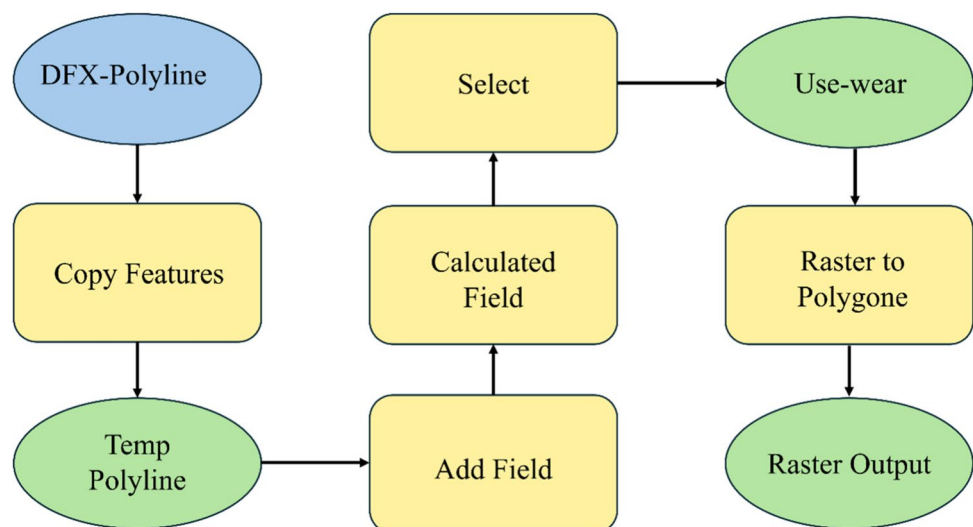 DFX-Polyline
Copy Features
Temp
Polyline
Add Field
Calculated
Field
Select
Use-wear
Raster to
Polygone
Raster Output